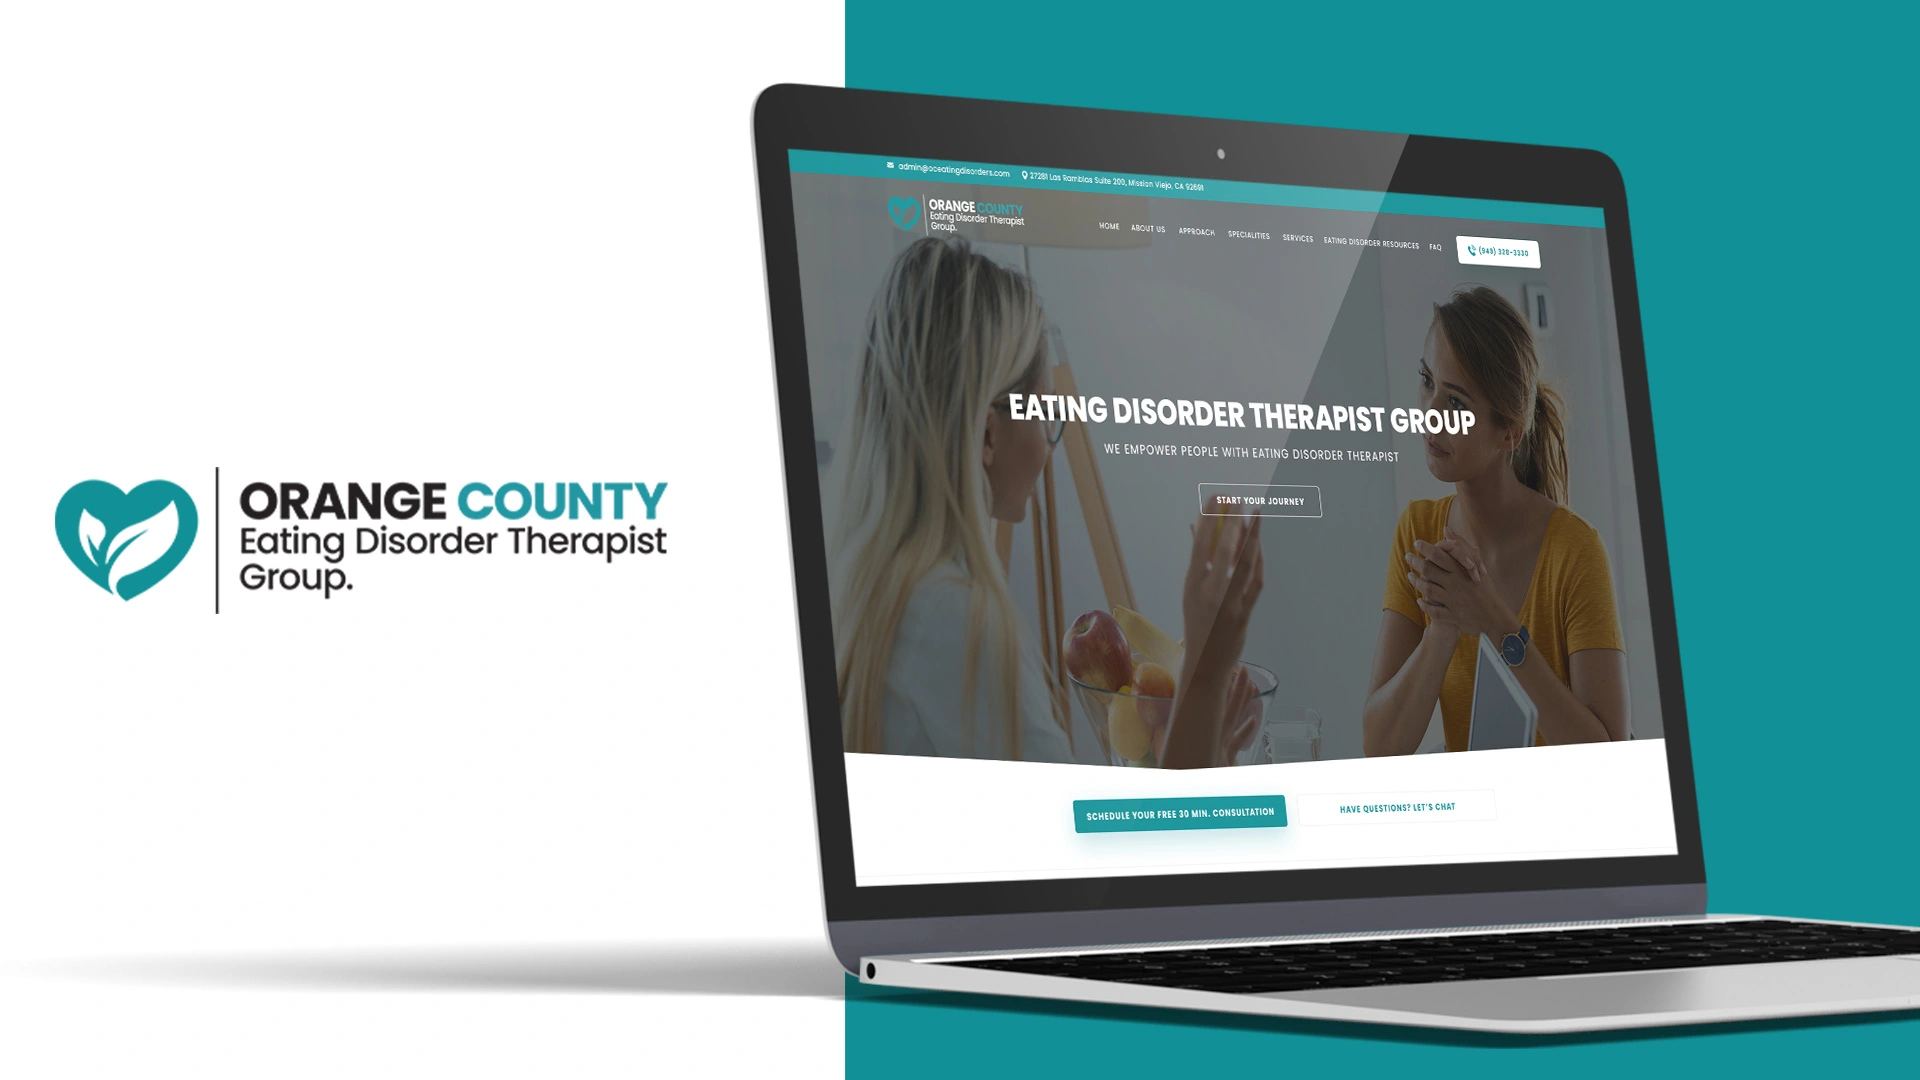 ORANGE COUNTY
Eating Disorder Therapist
Group.
admin@oceatingdisorders.com
27281 Las Ramblas Suite 200, Mission Viejo, CA 92691
ORANGE COUNTY
Eating Disorder Therapist
Group.
HOME ABOUT US APPROACH SPECIALITIES SERVICES EATING DISORDER RESOURCES FAQ
(949) 328-3330
EATING DISORDER THERAPIST GROUP
WE EMPOWER PEOPLE WITH EATING DISORDER THERAPIST
START YOUR JOURNEY
SCHEDULE YOUR FREE 30 MIN. CONSULTATION
HAVE QUESTIONS? LET'S CHAT